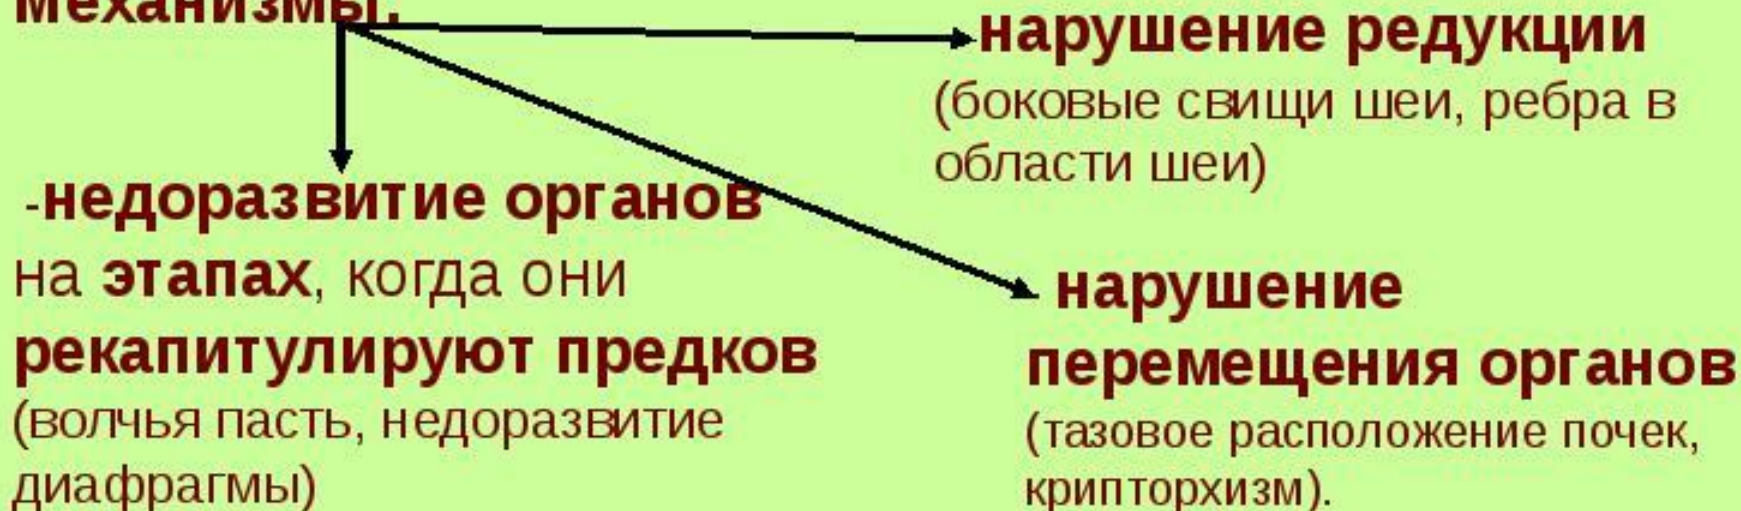 механизмы:
нарушение редукции
(боковые свищи шеи, ребра в
области шеи)
-недоразвитие органов
на этапах, когда они
рекапитулируют предков
(волчья пасть, недоразвитие
диафрагмы)
нарушение
перемещения органов
(тазовое расположение почек,
крипторхизм).